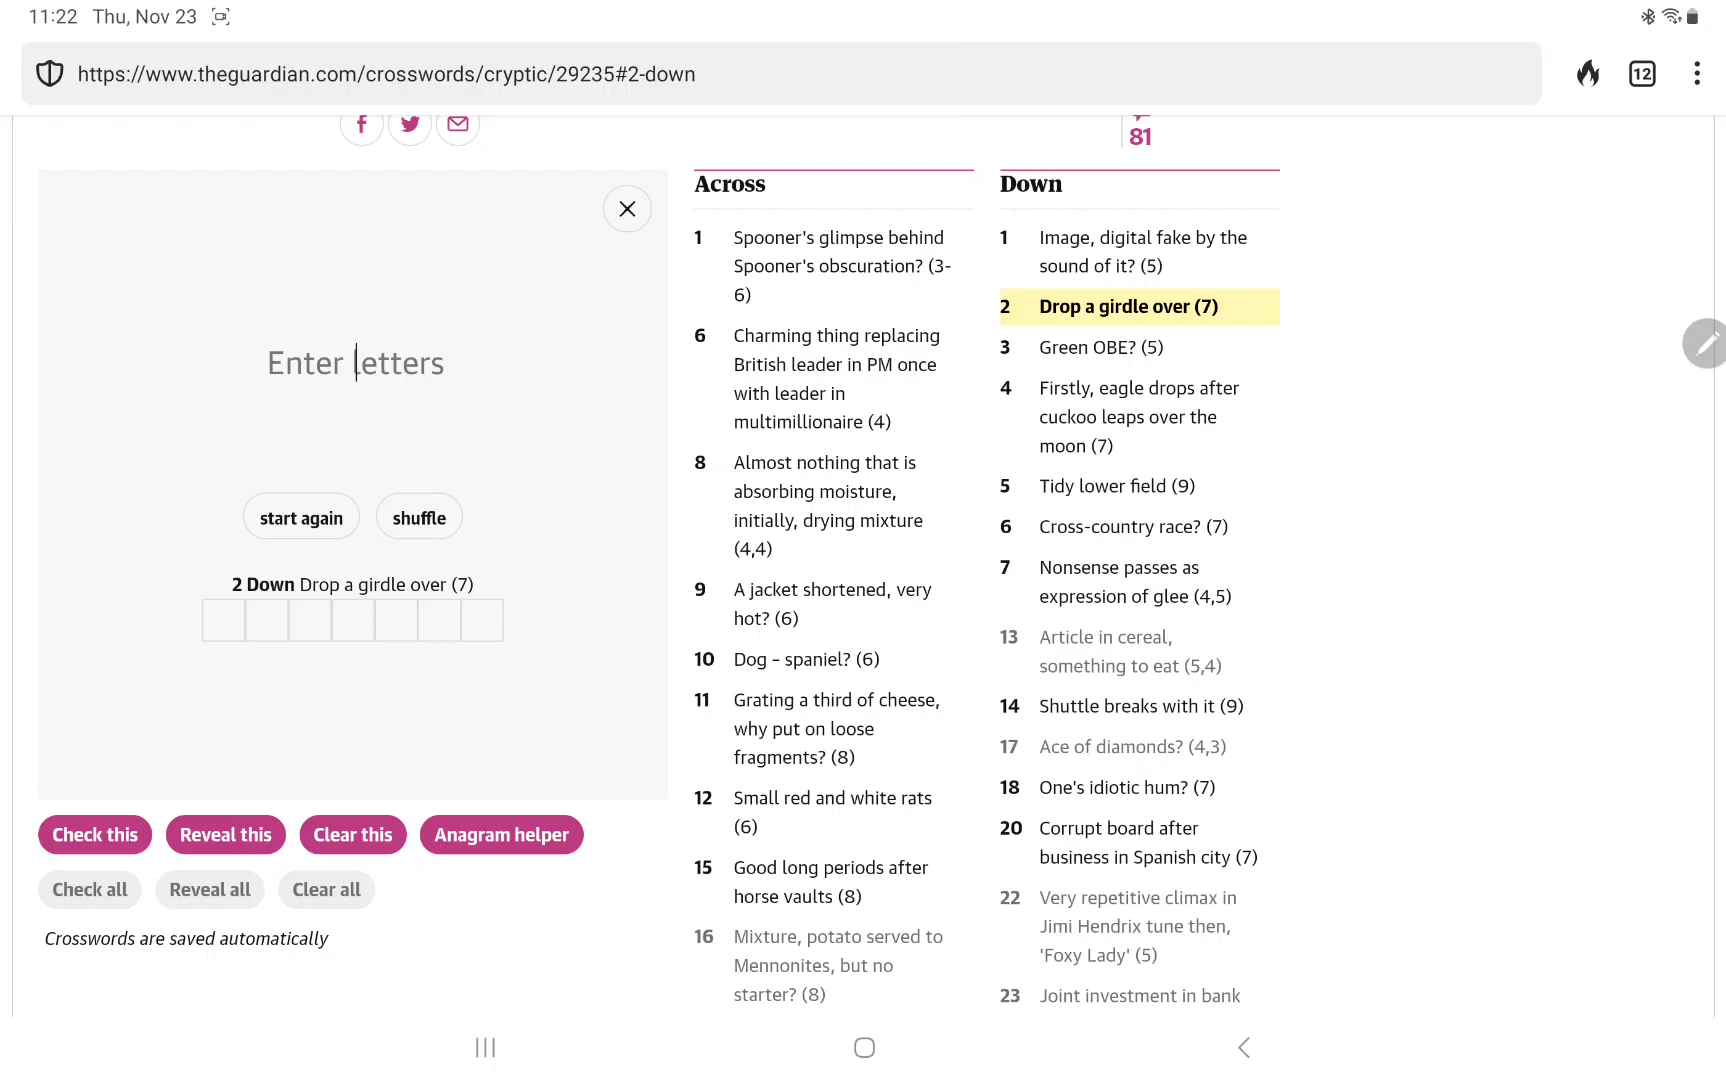 11:22 Thu, Nov 23
https://www.theguardian.com/crosswords/cryptic/29235#2-down
12
f
81
Enter letters
start again
shuffle
2 Down Drop a girdle over (7)
Check this
Reveal this
Clear this
Anagram helper
Check all
Reveal all
Clear all
Crosswords are saved automatically
Across
1 Spooner's glimpse behind
Spooner's obscuration? (3-
6)
6 Charming thing replacing
British leader in PM once
with leader in
multimillionaire (4)
8 Almost nothing that is
absorbing moisture,
initially, drying mixture
(4,4)
9 A jacket shortened, very
hot? (6)
10 Dog – spaniel? (6)
11 Grating a third of cheese,
why put on loose
fragments? (8)
12 Small red and white rats
(6)
15 Good long periods after
horse vaults (8)
16 Mixture, potato served to
Mennonites, but no
starter? (8)
Down
1 Image, digital fake by the
sound of it? (5)
2 Drop a girdle over (7)
3 Green OBE? (5)
4 Firstly, eagle drops after
cuckoo leaps over the
moon (7)
5 Tidy lower field (9)
6 Cross-country race? (7)
7 Nonsense passes as
expression of glee (4,5)
13 Article in cereal,
something to eat (5,4)
14 Shuttle breaks with it (9)
17 Ace of diamonds? (4,3)
18 One's idiotic hum? (7)
20 Corrupt board after
business in Spanish city (7)
22 Very repetitive climax in
Jimi Hendrix tune then,
'Foxy Lady' (5)
23 Joint investment in bank